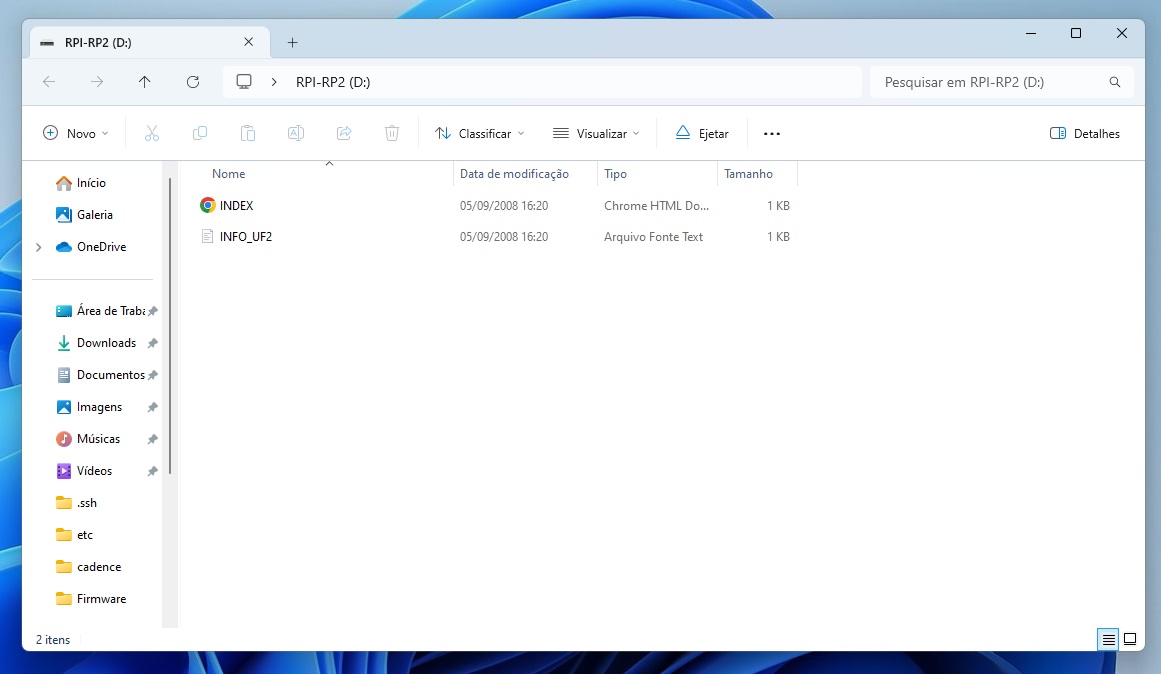 RPI-RP2 (D:)
RPI-RP2 (D:)
Pesquisar em RPI-RP2 (D:)
Novo
Classificar
Visualizar
Ejetar
Detalhes
Nome
Data de modificação
Tipo
Tamanho
INDEX
05/09/2008 16:20
Chrome HTML Do...
1 KB
INFO_UF2
05/09/2008 16:20
Arquivo Fonte Text
1 KB
Início
Galeria
OneDrive
Área de Traba
Downloads
Documentos
Imagens
Músicas
Vídeos
.ssh
etc
cadence
Firmware
2 itens